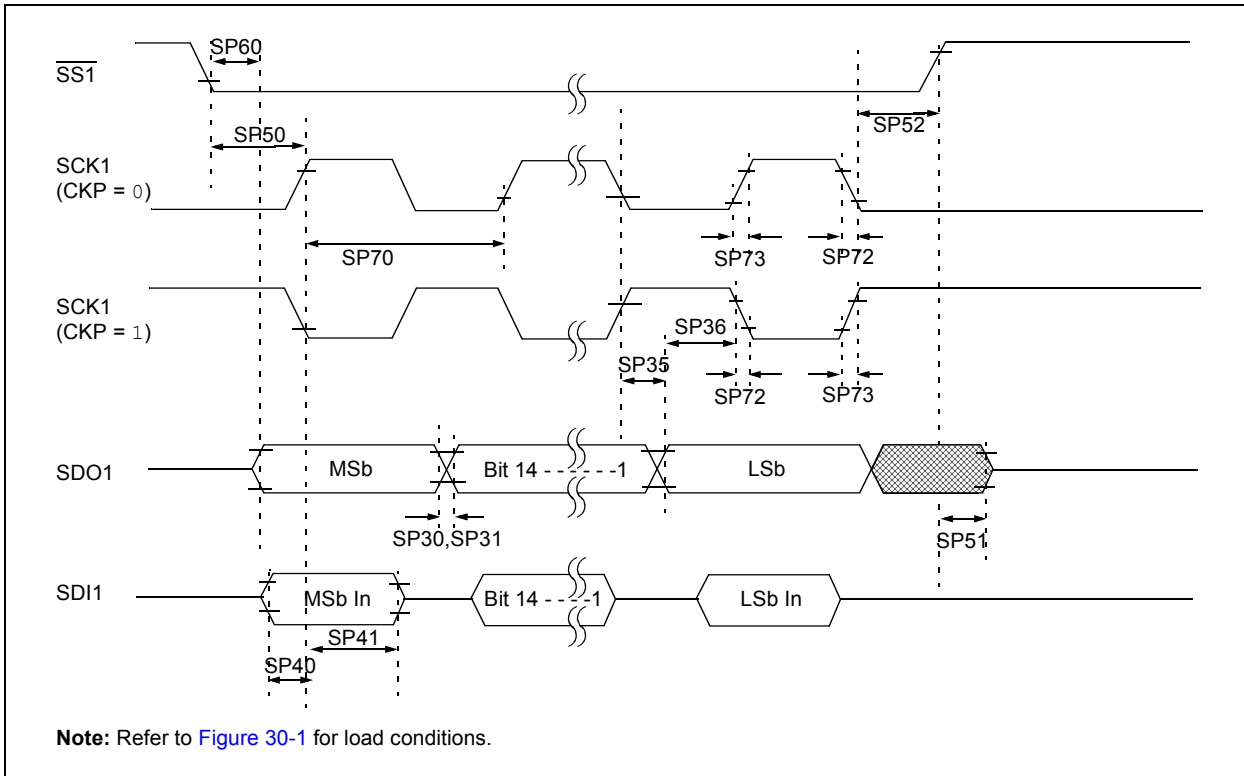 SP60
SS1
SP50
SP52
SCK1
(CKP = 0)
SP73
SP72
SP70
SCK1
(CKP = 1)
SP36
SP35
SP72
SP73
SDO1
MSb
Bit 14 - - - - - -1
LSb
SP30,SP31
SP51
SDI1
MSb In
Bit 14 - - - -1
LSb In
SP41
SP40
Note: Refer to Figure 30-1 for load conditions.